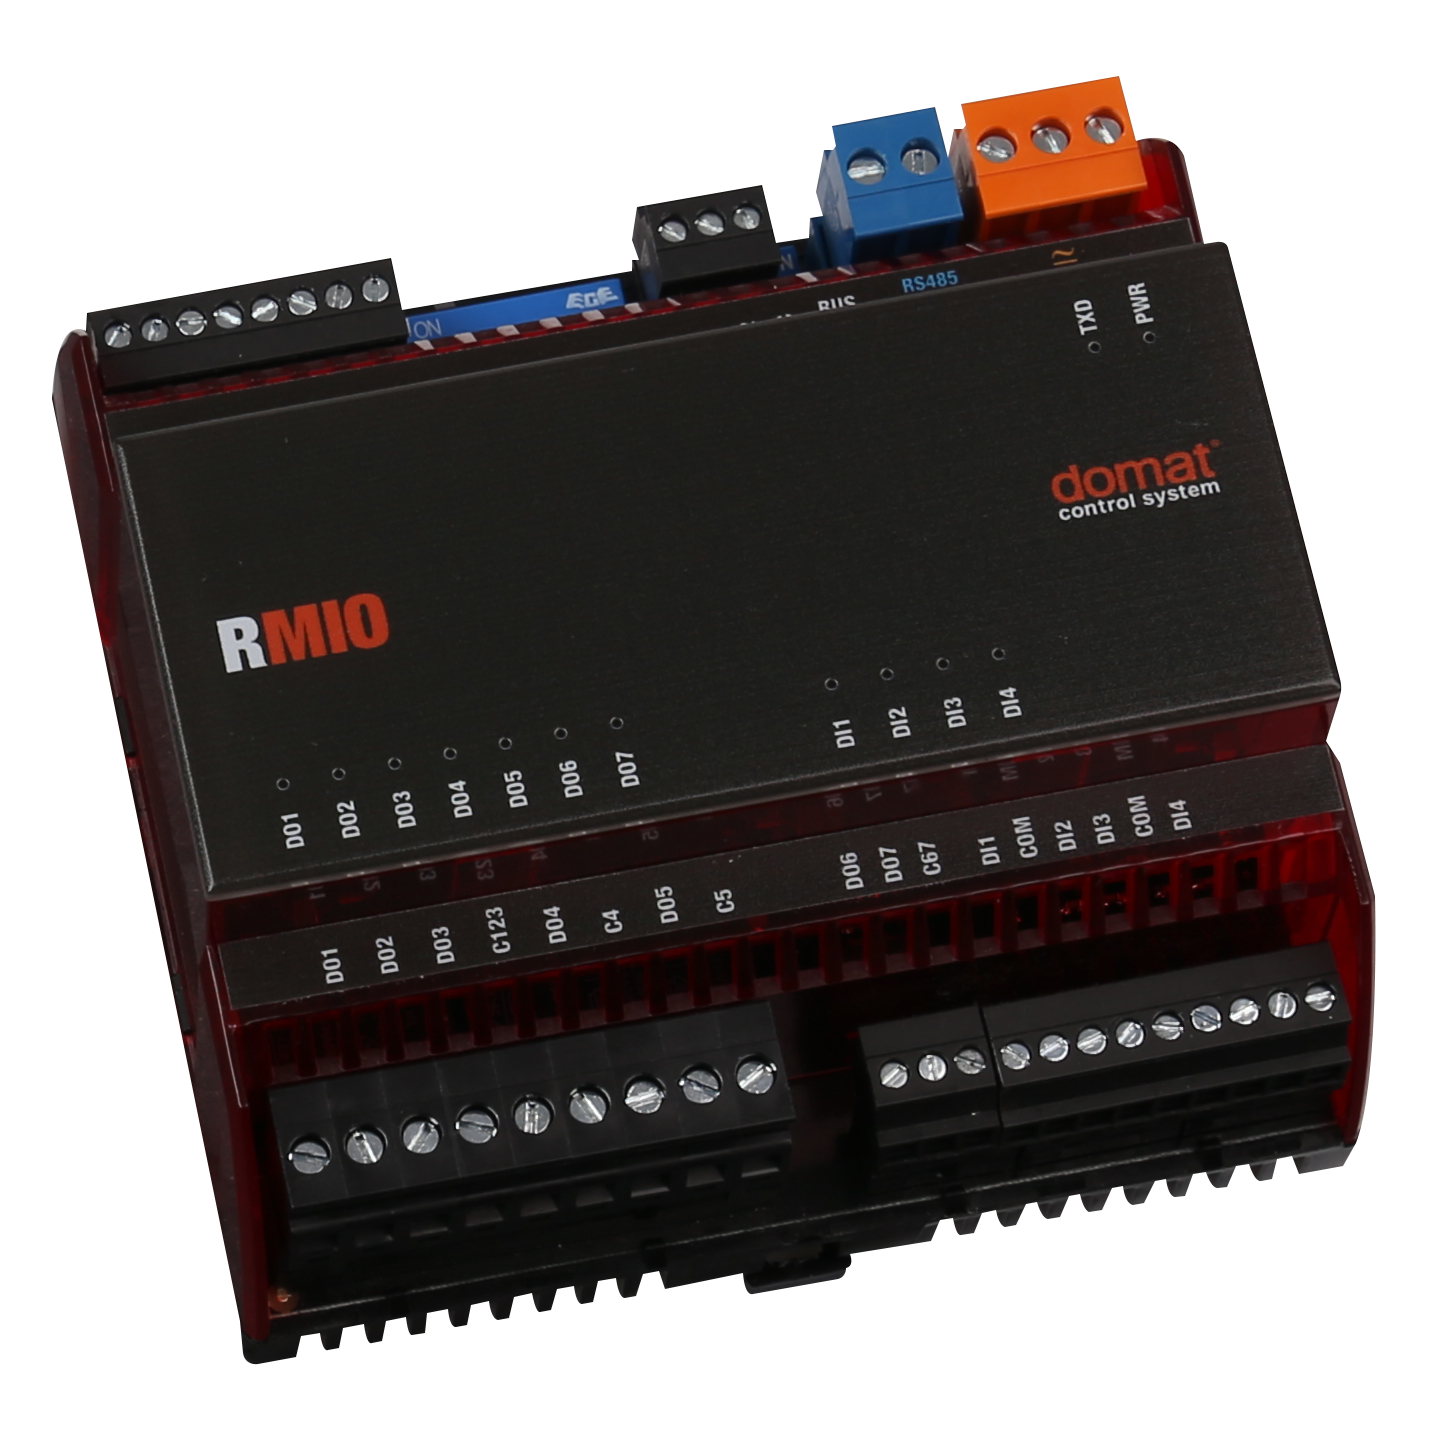 ON
ECE
BUS
RS485
TXD
PWR
domat
control system
RMIO
DO1
DO2
DO3
DO4
DO5
DO6
DO7
DI1
DI2
DI3
DI4
DO1
DO2
DO3
C123
DO4
C4
DO5
C5
DO6
DO7
C67
DI1
COM
DI2
DI3
COM
DI4